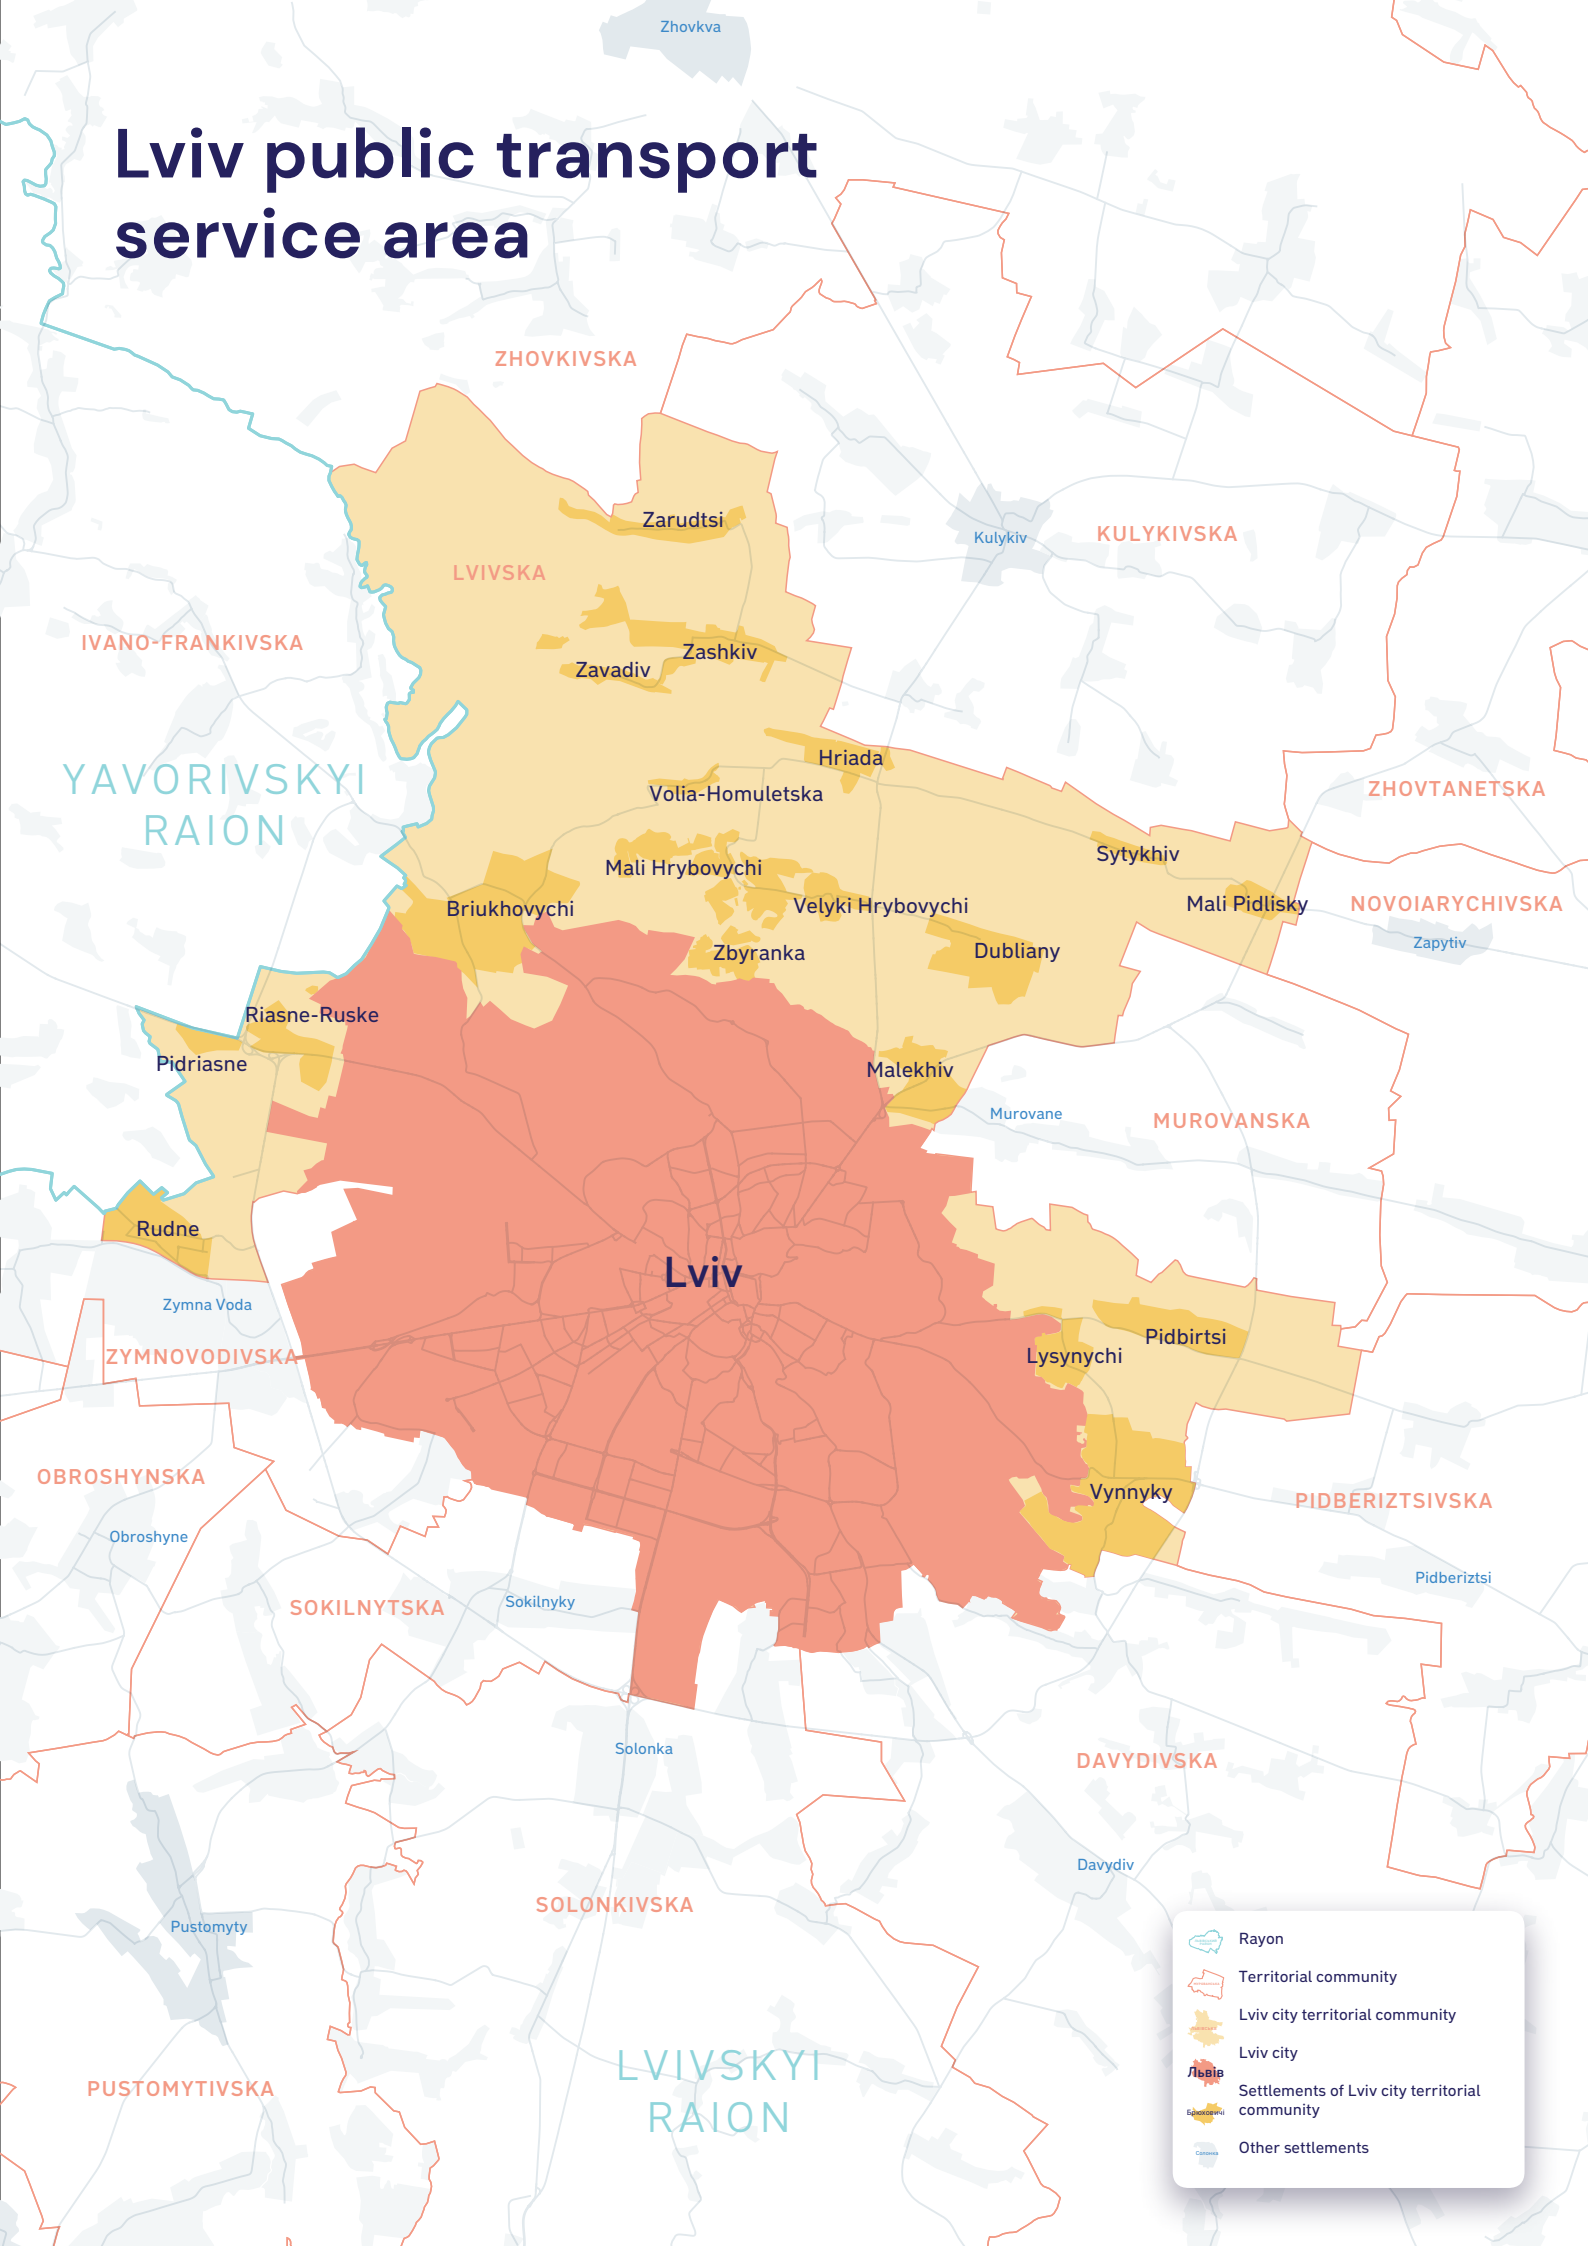 Zhovkva
Lviv public transport
service area
ZHOVKIVSKA
Zarudtsi
Kulykiv
KULYKIVSKA
LVIVSKA
IVANO-FRANKIVSKA
Zashkiv
Zavadiv
YAVORIVSKYI
RAION
Hriada
Volia-Homuletska
ZHOVTANETSKA
Sytykhiv
Mali Hrybovychi
Briukhovychi
Velyki Hrybovychi
Mali Pidlisky
NOVOIARYCHIVSKA
Zapytiv
Zbyranka
Dubliany
Riasne-Ruske
Pidriasne
Malekhiv
Murovane
MUROVANSKA
Rudne
Lviv
Zymna Voda
Pidbirtsi
ZYMNOVODIVSKA
Lysynychi
OBROSHYNSKA
Vynnyky
PIDBERIZTSIVSKA
Obroshyne
Pidberiztsi
SOKILNYTSKA
Sokilnyky
Solonka
DAVYDIVSKA
Davydiv
SOLONKIVSKA
Pustomyty
LVIVSKYI
RAION
PUSTOMYTIVSKA
Rayon
Territorial community
Lviv city territorial community
Lviv city
Львів
Settlements of Lviv city territorial
community
Брюховичі
Other settlements
Солонка